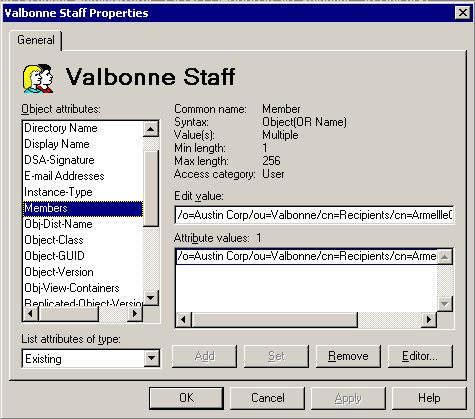 Valbonne Staff Properties
General
Valbonne Staff
Object attributes:
Directory Name
Display Name
DSA-Signature
E-mail Addresses
Instance-Type
Members
Obj-Dist-Name
Object-Class
Object-GUID
Object-Version
Obj-View-Containers
Replicated-Object-Version
List attributes of type:
Existing
Common name: Member
Syntax: Object(OR Name)
Value(s): Multiple
Min length: 1
Max length: 256
Access category: User
Edit value:
/o=Austin Corp/ou=Valbonne/cn=Recipients/cn=ArmelleC
Attribute values: 1
/o=Austin Corp/ou=Valbonne/cn=Recipients/cn=Arme
Add Set Remove Editor...
OK Cancel Apply Help